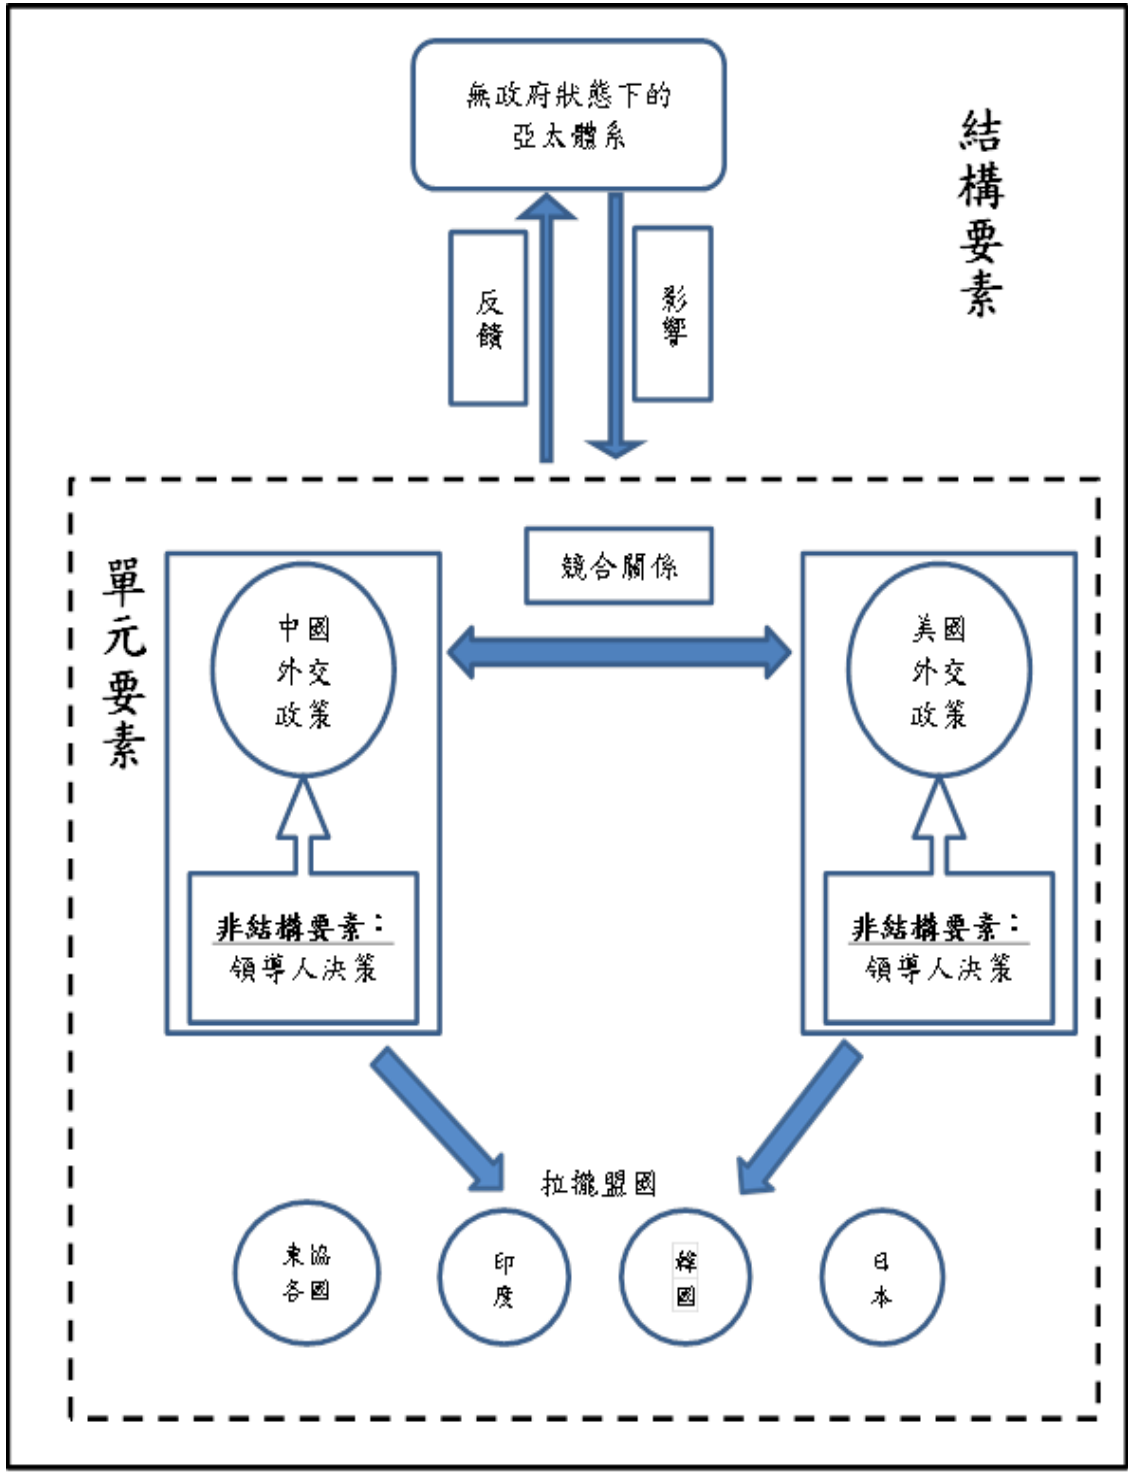 無政府狀態下的
亞太體系
結構要素
反饋
影響
單元要素
競合關係
中國
外交
政策
美國
外交
政策
非結構要素：
領導人決策
非結構要素：
領導人決策
拉攏盟國
東協
各國
印
度
韓
國
日
本